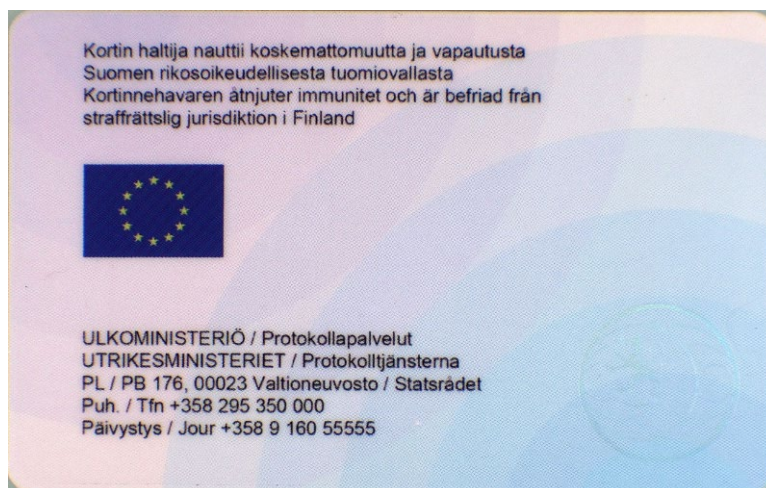 Kortin haltija nauttii koskemattomuutta ja vapautusta
Suomen rikosoikeudellisesta tuomiovallasta
Kortinnehavaren åtnjuter immunitet och är befriad från
straffrättslig jurisdiktion i Finland
ULKOMINISTERIÖ / Protokollapalvelut
UTRIKESMINISTERIET / Protokolltjänsterna
PL / PB 176, 00023 Valtioneuvosto / Statsrådet
Puh. / Tfn +358 295 350 000
Päivystys / Jour +358 9 160 55555